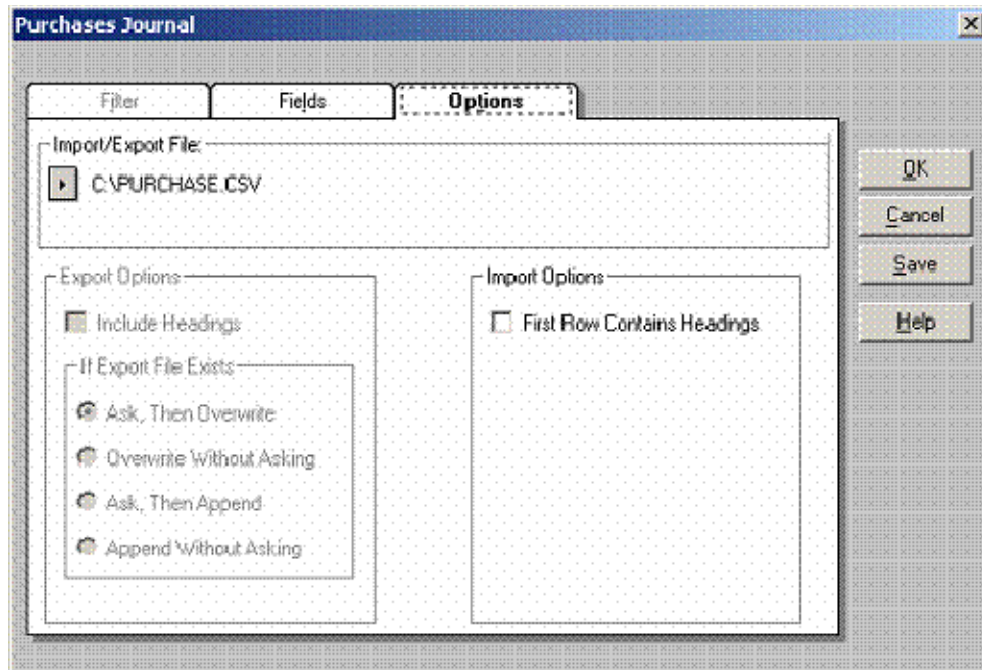 Purchases Journal
Filter
Fields
Options
Import/Export File:
C:\PURCHASE.CSV
OK
Cancel
Save
Help
Export Options
Include Headings
If Export File Exists
Ask, Then Overwrite
Overwrite Without Asking
Ask, Then Append
Append Without Asking
Import Options
First Row Contains Headings